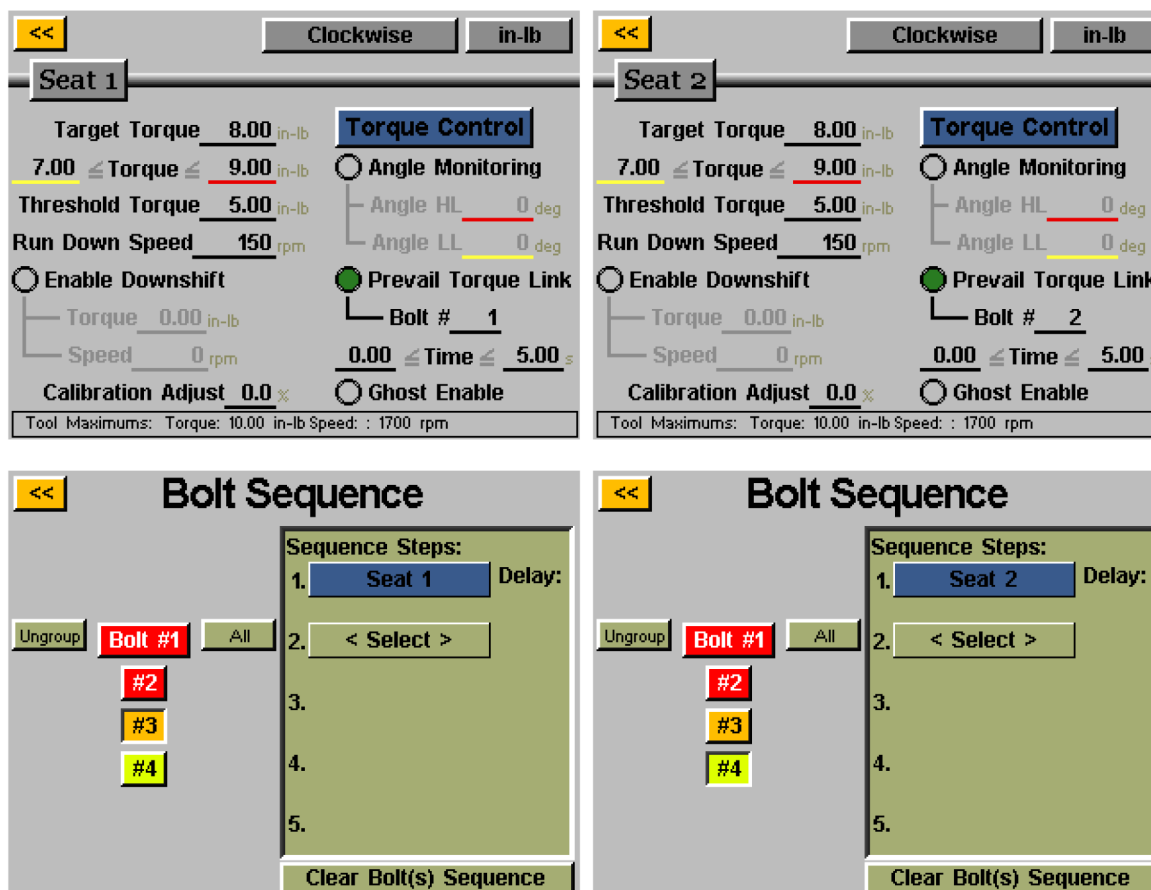 <<
Clockwise
in-lb
Seat 1
Target Torque 8.00 in-lb
7.00 ≤ Torque ≤ 9.00 in-lb
Threshold Torque 5.00 in-lb
Run Down Speed 150 rpm
Enable Downshift
Torque 0.00 in-lb
Speed 0 rpm
Calibration Adjust 0.0 %
Torque Control
Angle Monitoring
Angle HL 0 deg
Angle LL 0 deg
Prevail Torque Link
Bolt # 1
0.00 ≤ Time ≤ 5.00 s
Ghost Enable
Tool Maximums: Torque: 10.00 in-lb Speed: : 1700 rpm
<<
Clockwise
in-lb
Seat 2
Target Torque 8.00 in-lb
7.00 ≤ Torque ≤ 9.00 in-lb
Threshold Torque 5.00 in-lb
Run Down Speed 150 rpm
Enable Downshift
Torque 0.00 in-lb
Speed 0 rpm
Calibration Adjust 0.0 %
Torque Control
Angle Monitoring
Angle HL 0 deg
Angle LL 0 deg
Prevail Torque Link
Bolt # 2
0.00 ≤ Time ≤ 5.00
Ghost Enable
Tool Maximums: Torque: 10.00 in-lb Speed: : 1700 rpm
<<
Bolt Sequence
Ungroup
Bolt #1
All
#2
#3
#4
Sequence Steps:
1. Seat 1 Delay:
2. < Select >
3.
4.
5.
Clear Bolt(s) Sequence
<<
Bolt Sequence
Ungroup
Bolt #1
All
#2
#3
#4
Sequence Steps:
1. Seat 2 Delay:
2. < Select >
3.
4.
5.
Clear Bolt(s) Sequence